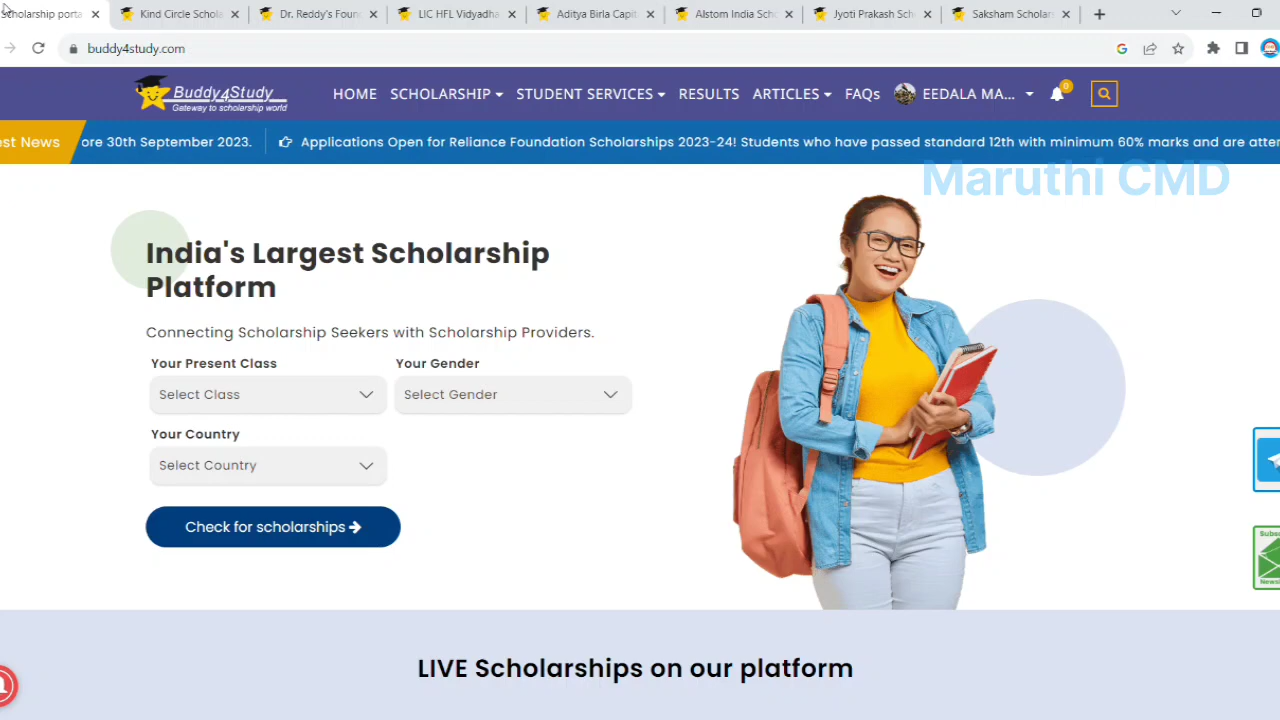 Scholarship porta
Kind Circle Schola
Dr. Reddy's Foun
LIC HFL Vidyadha
Aditya Birla Capit
Alstom India Scho
Jyoti Prakash Sch
Saksham Scholar
buddy4study.com
Buddy4Study
Gateway to scholarship world
HOME SCHOLARSHIP STUDENT SERVICES RESULTS ARTICLES FAQs EEDALA MA... 0
est News
ore 30th September 2023.
Applications Open for Reliance Foundation Scholarships 2023-24! Students who have passed standard 12th with minimum 60% marks and are atten
Maruthi CMD
India's Largest Scholarship
Platform
Connecting Scholarship Seekers with Scholarship Providers.
Your Present Class
Your Gender
Select Class
Select Gender
Your Country
Select Country
Check for scholarships
Subsc
Newsl
LIVE Scholarships on our platform